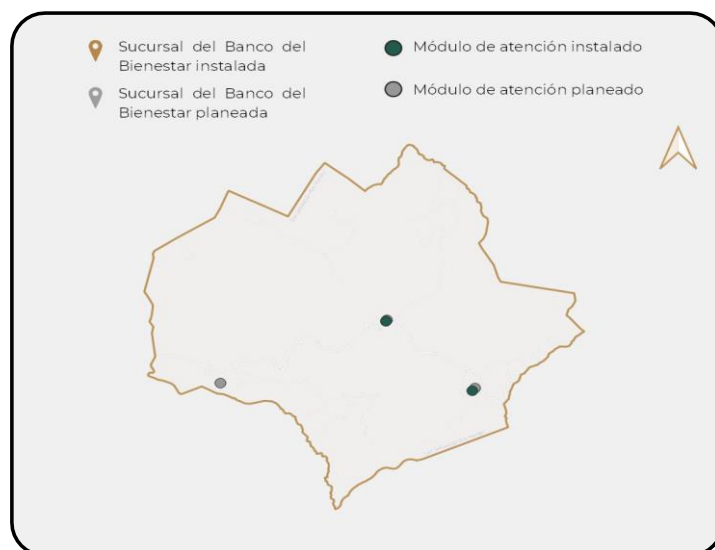 Sucursal del Banco del
Bienestar instalada
Sucursal del Banco del
Bienestar planeada
Módulo de atención instalado
Módulo de atención planeado